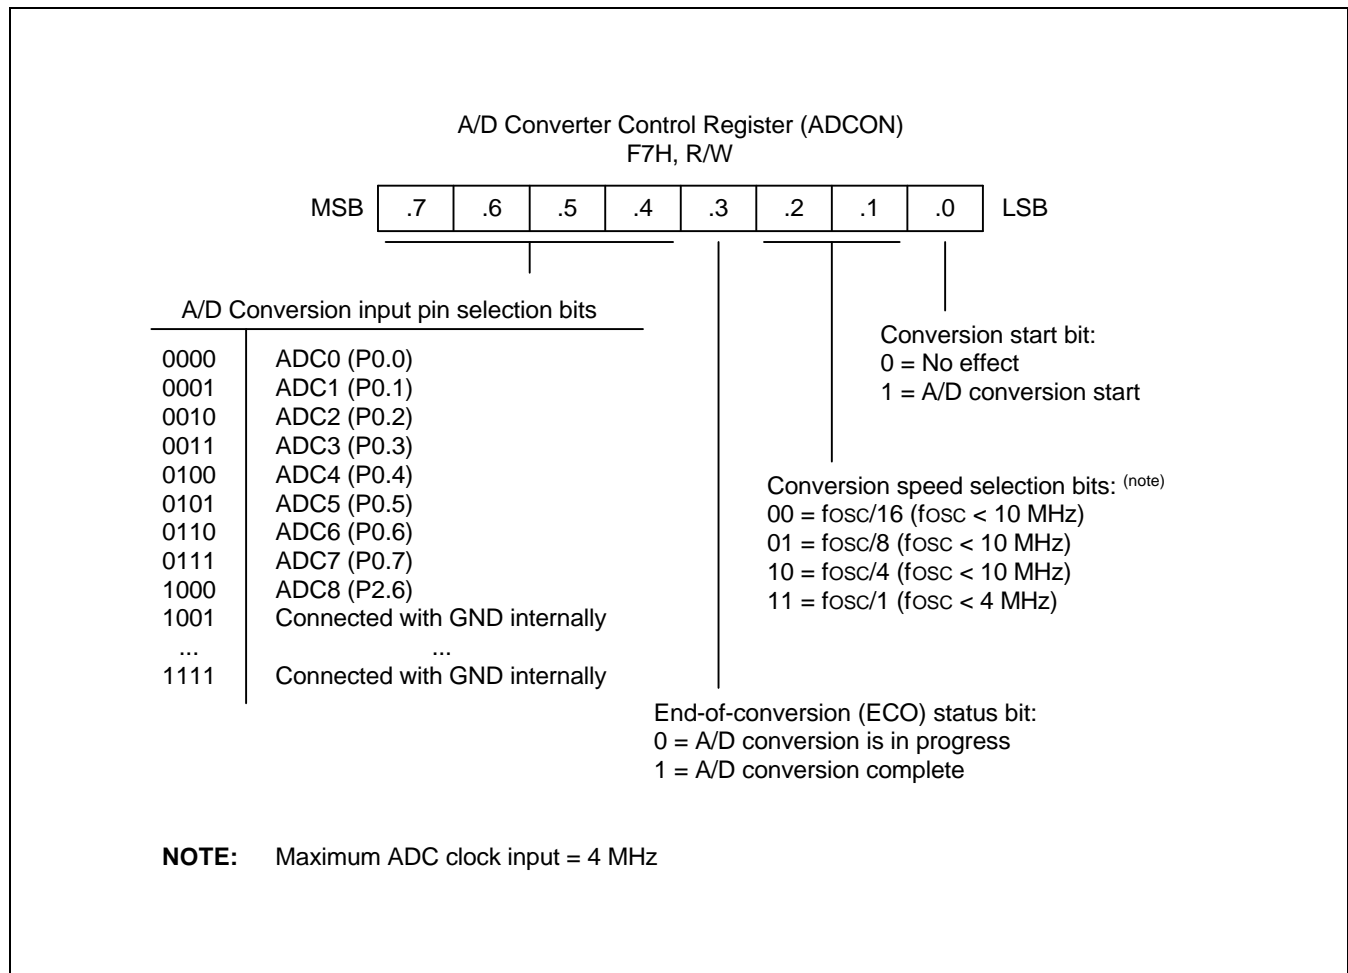 A/D Converter Control Register (ADCON)
F7H, R/W
MSB .7 .6 .5 .4 .3 .2 .1 .0 LSB
A/D Conversion input pin selection bits
0000 ADC0 (P0.0)
0001 ADC1 (P0.1)
0010 ADC2 (P0.2)
0011 ADC3 (P0.3)
0100 ADC4 (P0.4)
0101 ADC5 (P0.5)
0110 ADC6 (P0.6)
0111 ADC7 (P0.7)
1000 ADC8 (P2.6)
1001 Connected with GND internally
... ...
1111 Connected with GND internally
Conversion start bit:
0 = No effect
1 = A/D conversion start
Conversion speed selection bits: (note)
00 = fOSC/16 (fOSC < 10 MHz)
01 = fOSC/8 (fOSC < 10 MHz)
10 = fOSC/4 (fOSC < 10 MHz)
11 = fOSC/1 (fOSC < 4 MHz)
End-of-conversion (ECO) status bit:
0 = A/D conversion is in progress
1 = A/D conversion complete
NOTE: Maximum ADC clock input = 4 MHz